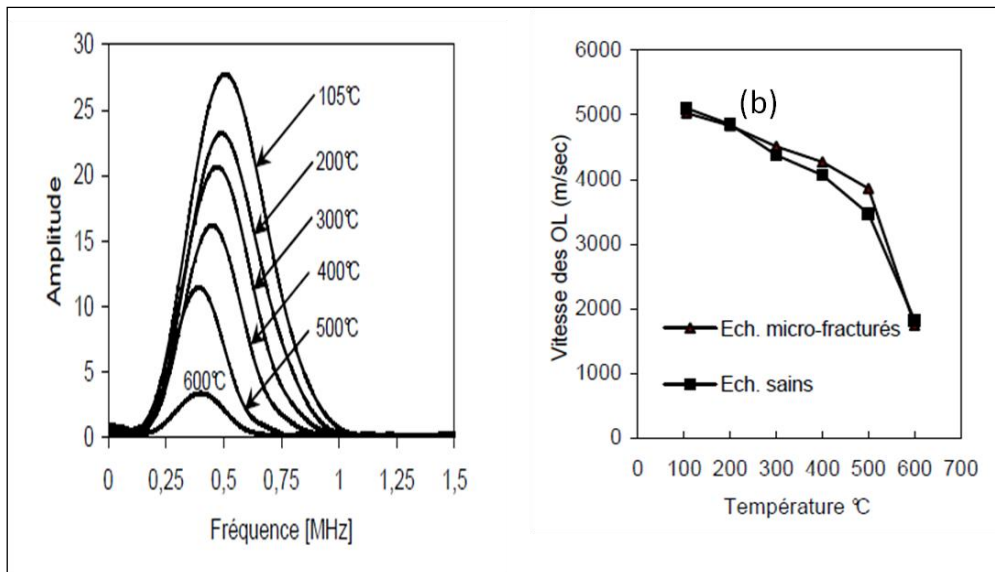 30
25
20
15
10
5
0
Amplitude
105℃
200℃
300℃
400℃
500℃
600℃
0 0,25 0,5 0,75 1 1,5
Fréquence [MHz]
6000
5000
4000
3000
2000
1000
0
Vitesse des OL (m/sec)
(b)
Ech. micro-fracturés
Ech. sains
0 100 200 300 400 500 600 700
Température ℃